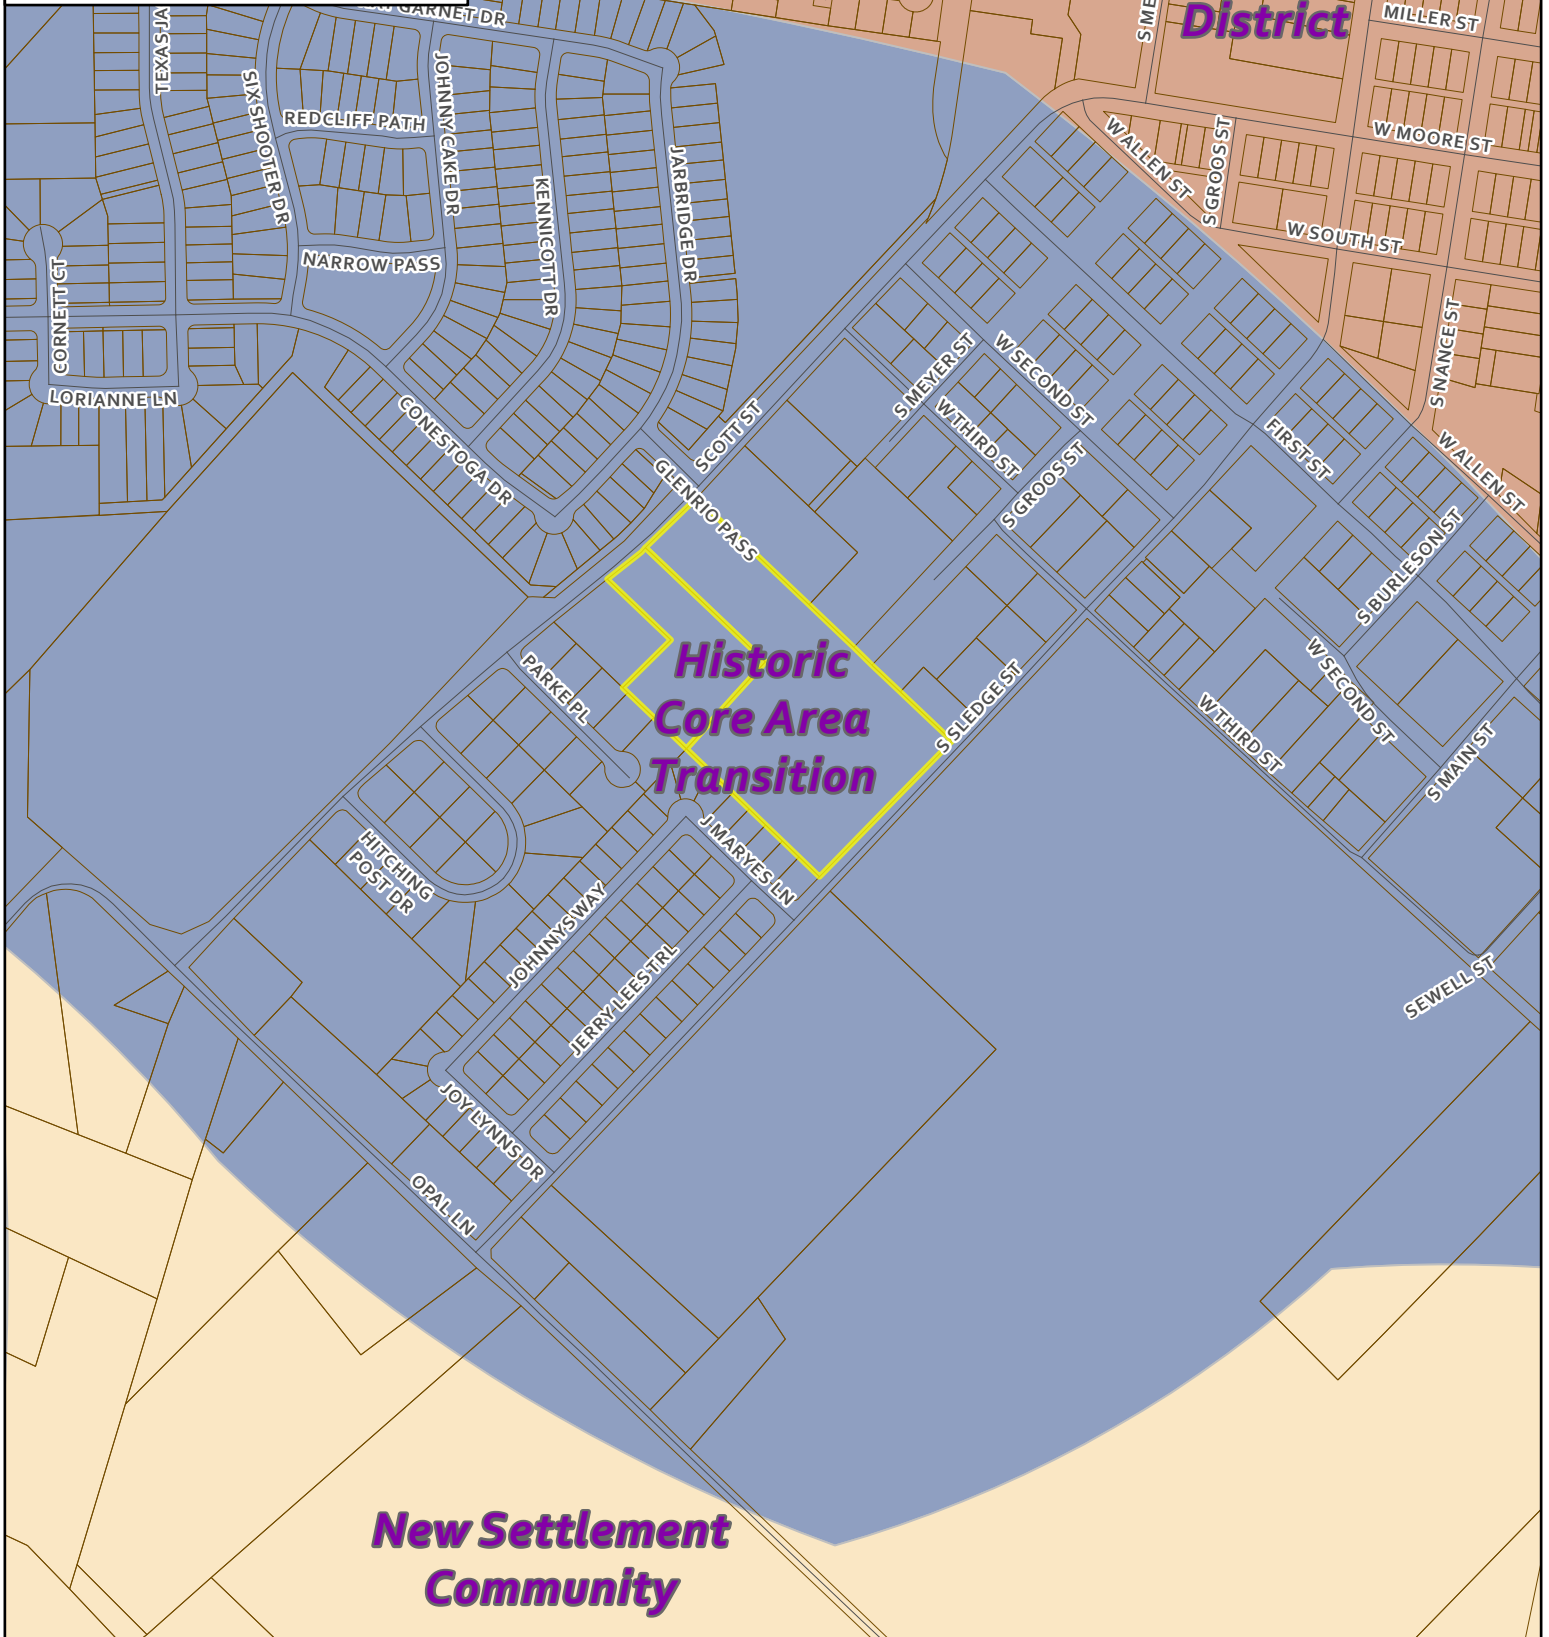 GARNET DR
District
MILLER ST
S ME
TEXAS JA
SIX SHOOTER DR
JOHNNY CAKE DR
REDCLIFF PATH
W MOORE ST
W ALLEN ST
S GROOS ST
JARBRIDGE DR
KENNICOTT DR
W SOUTH ST
NARROW PASS
CORNETT CT
S NANCE ST
S MEYER ST
W SECOND ST
LORIANNE LN
CONESTOGA DR
SCOTT ST
W THIRD ST
FIRST ST
W ALLEN ST
GLENRIO PASS
S GROOS ST
S BURLESON ST
Historic
Core Area
Transition
PARKE PL
S SLEDGE ST
W SECOND ST
W THIRD ST
S MAIN ST
HITCHING
POST DR
J MARYES LN
JOHNNYS WAY
JERRY LEES TRL
SEWELL ST
JOY LYNNS DR
OPAL LN
New Settlement
Community